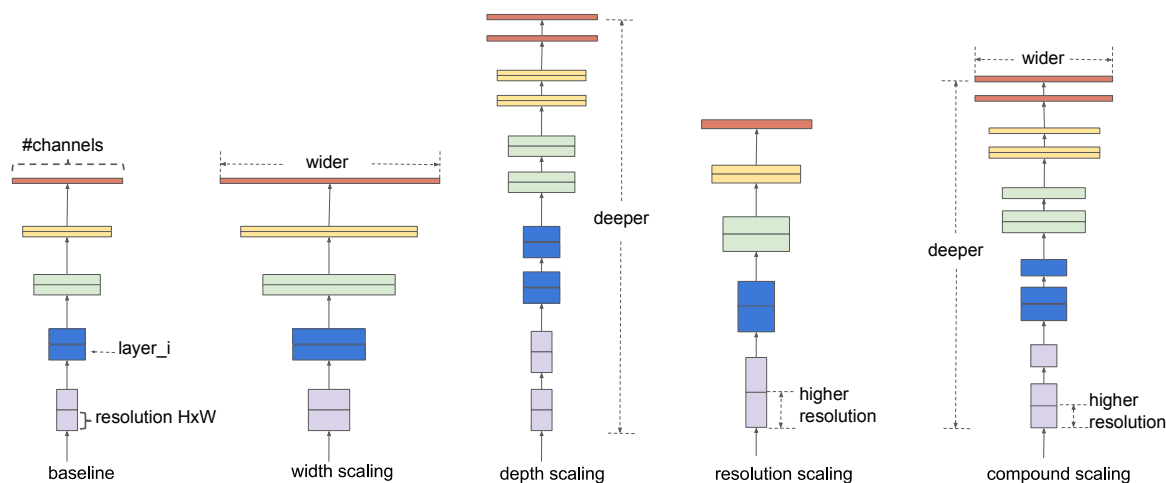 #channels
layer_i
resolution HxW
baseline
wider
width scaling
deeper
depth scaling
higher
resolution
resolution scaling
wider
deeper
higher
resolution
compound scaling